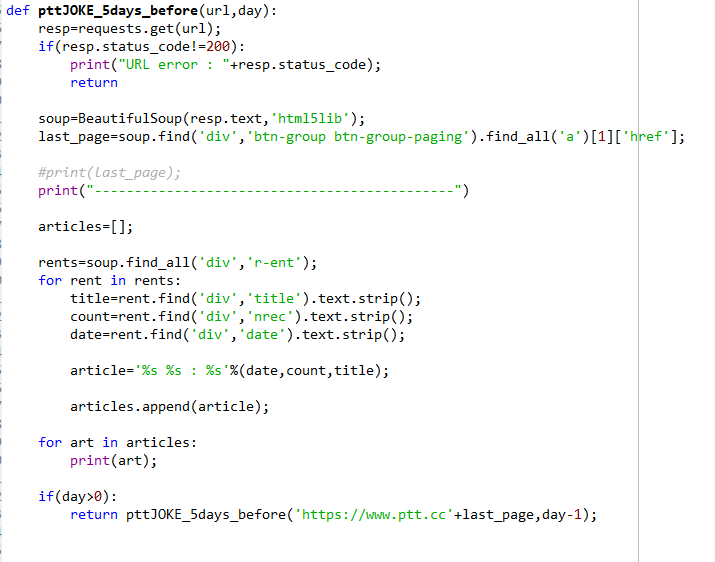 def pttJOKE_5days_before(url,day):
    resp=requests.get(url);
    if(resp.status_code!=200):
        print("URL error : "+resp.status_code);
        return
    soup=BeautifulSoup(resp.text,'html5lib');
    last_page=soup.find('div','btn-group btn-group-paging').find_all('a')[1]['href'];
    #print(last_page);
    print("---------------------------------------------")
    articles=[];
    rents=soup.find_all('div','r-ent');
    for rent in rents:
        title=rent.find('div','title').text.strip();
        count=rent.find('div','nrec').text.strip();
        date=rent.find('div','date').text.strip();
        article='%s %s : %s'%(date,count,title);
        articles.append(article);
    for art in articles:
        print(art);
    if(day>0):
        return pttJOKE_5days_before('https://www.ptt.cc'+last_page,day-1);